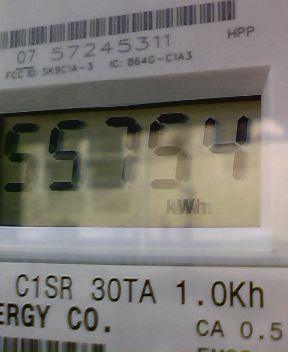 07 57245311
HPP
FCC ID: SK9C1A-3 IC: 864G-C1A3
55754
kWh
C1SR 30TA 1.0Kh
ERGY CO.
CA 0.5